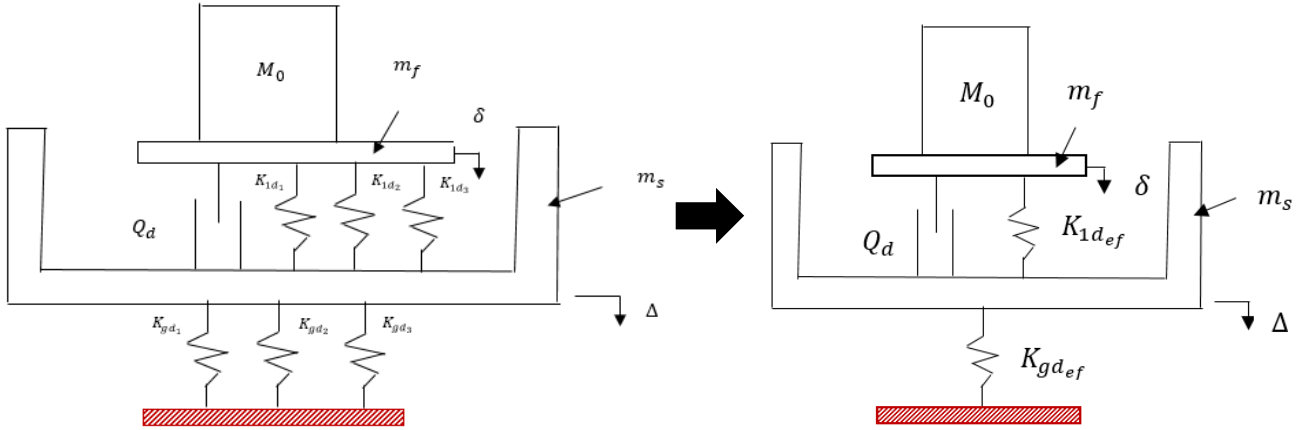 M_0
m_f
δ
K_{1d_1}
K_{1d_2}
K_{1d_3}
m_s
Q_d
K_{gd_1}
K_{gd_2}
K_{gd_3}
Δ
M_0
m_f
δ
m_s
Q_d
K_{1d_{ef}}
Δ
K_{gd_{ef}}